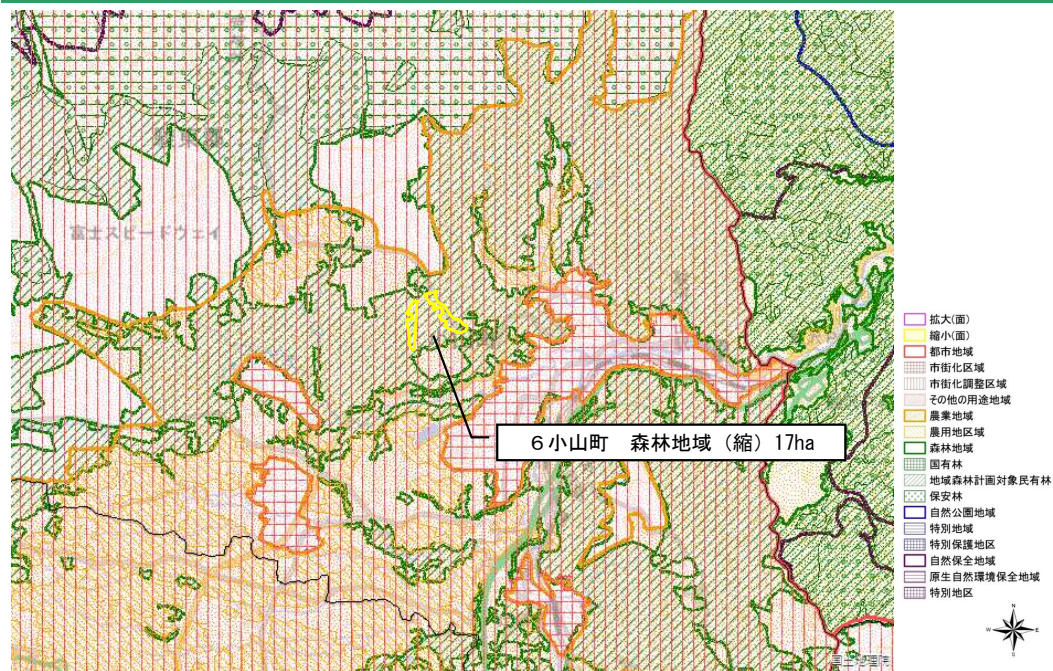 富士スピードウェイ
6小山町 森林地域（縮）17ha
拡大(面)
縮小(面)
都市地域
市街化区域
市街化調整区域
その他の用途地域
農業地域
農用地区域
森林地域
国有林
地域森林計画対象民有林
保安林
自然公園地域
特別地域
特別保護地区
自然保全地域
原生自然環境保全地域
特別地区
N
W
E
S
国土地理院